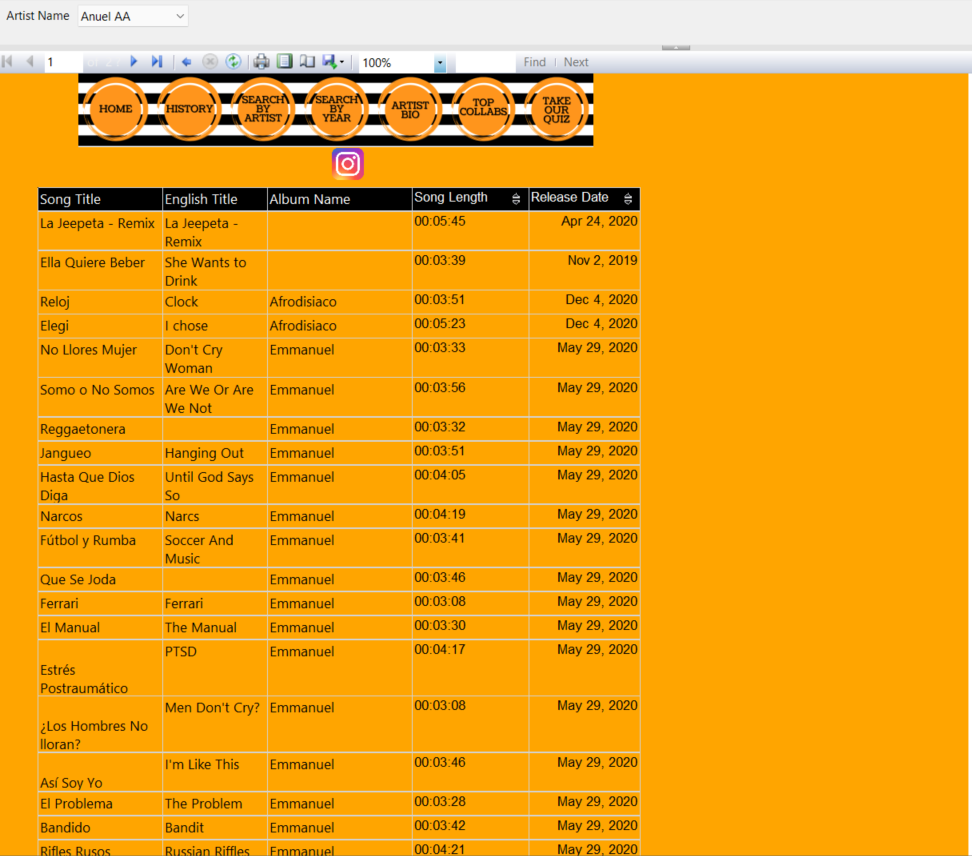 Artist Name Anuel AA
1 of 2 100% Find | Next
HOME HISTORY SEARCH BY ARTIST SEARCH BY YEAR ARTIST BIO TOP COLLABS TAKE OUR QUIZ
Song Title English Title Album Name Song Length Release Date
La Jeepeta - Remix La Jeepeta - 00:05:45 Apr 24, 2020
Remix
Ella Quiere Beber She Wants to 00:03:39 Nov 2, 2019
Drink
Reloj Clock Afrodisiaco 00:03:51 Dec 4, 2020
Elegi I chose Afrodisiaco 00:05:23 Dec 4, 2020
No Llores Mujer Don't Cry Emmanuel 00:03:33 May 29, 2020
Woman
Somo o No Somos Are We Or Are Emmanuel 00:03:56 May 29, 2020
We Not
Reggaetonera Emmanuel 00:03:32 May 29, 2020
Jangueo Hanging Out Emmanuel 00:03:51 May 29, 2020
Hasta Que Dios Until God Says Emmanuel 00:04:05 May 29, 2020
Diga So
Narcos Narcs Emmanuel 00:04:19 May 29, 2020
Fútbol y Rumba Soccer And Emmanuel 00:03:41 May 29, 2020
Music
Que Se Joda Emmanuel 00:03:46 May 29, 2020
Ferrari Ferrari Emmanuel 00:03:08 May 29, 2020
El Manual The Manual Emmanuel 00:03:30 May 29, 2020
PTSD Emmanuel 00:04:17 May 29, 2020
Estrés
Postraumático
Men Don't Cry? Emmanuel 00:03:08 May 29, 2020
¿Los Hombres No
lloran?
I'm Like This Emmanuel 00:03:46 May 29, 2020
Así Soy Yo
El Problema The Problem Emmanuel 00:03:28 May 29, 2020
Bandido Bandit Emmanuel 00:03:42 May 29, 2020
Rifles Rusos Russian Riffles Emmanuel 00:04:21 May 29, 2020